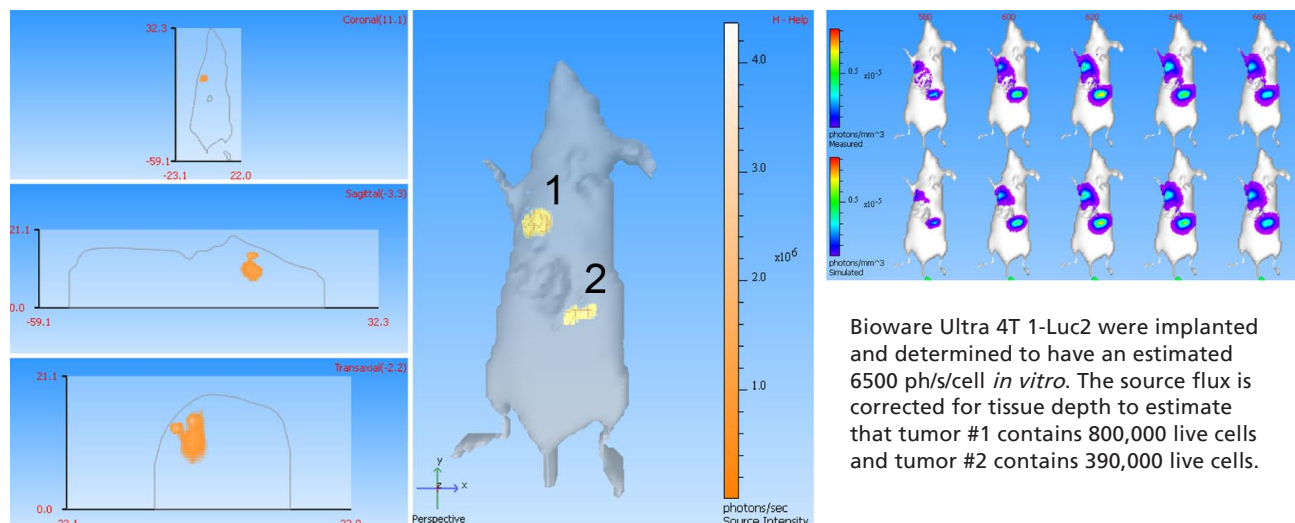 Coronal(11.1)
32.3
-59.1
-23.1 22.0
Sagittal(-3.3)
21.1
0.0
-59.1 32.3
Transaxial(-2.2)
21.1
0.0
H - Help
1
2
4.0
3.0
x10^6
2.0
1.0
photons/sec
Source Intensity
y
z x
Perspective
580 600 620 640 660
0.5 x10^-5
photons/mm^3
Measured
0.5 x10^-5
photons/mm^3
Simulated
Bioware Ultra 4T 1-Luc2 were implanted
and determined to have an estimated
6500 ph/s/cell in vitro. The source flux is
corrected for tissue depth to estimate
that tumor #1 contains 800,000 live cells
and tumor #2 contains 390,000 live cells.